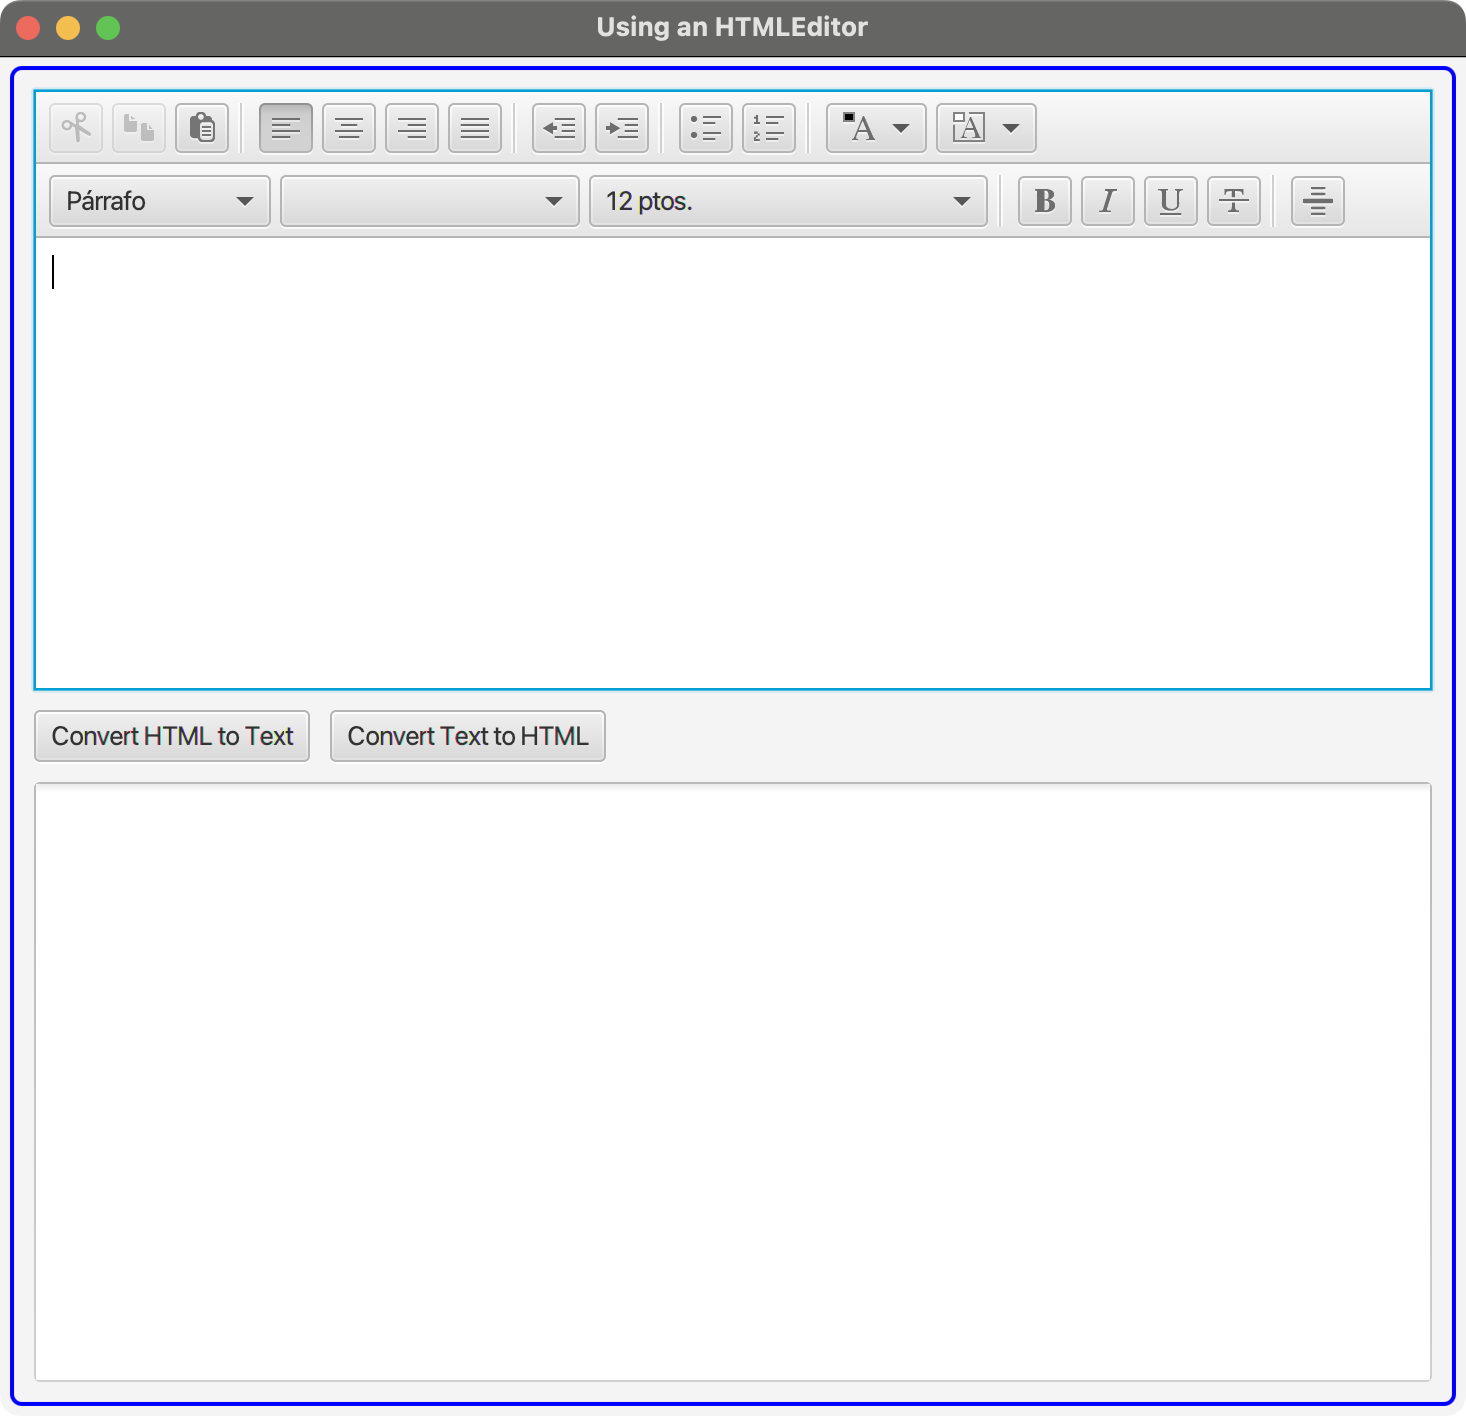 Using an HTMLEditor
Párrafo
12 ptos.
B I U T
Convert HTML to Text
Convert Text to HTML